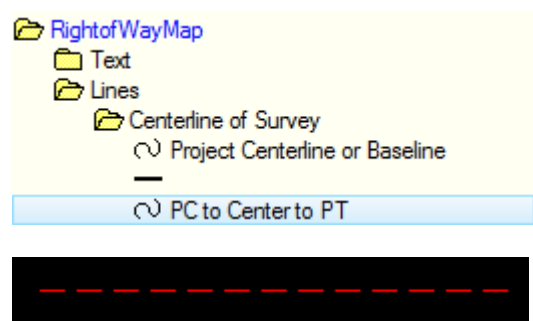 RightofWayMap
Text
Lines
Centerline of Survey
Project Centerline or Baseline
PC to Center to PT